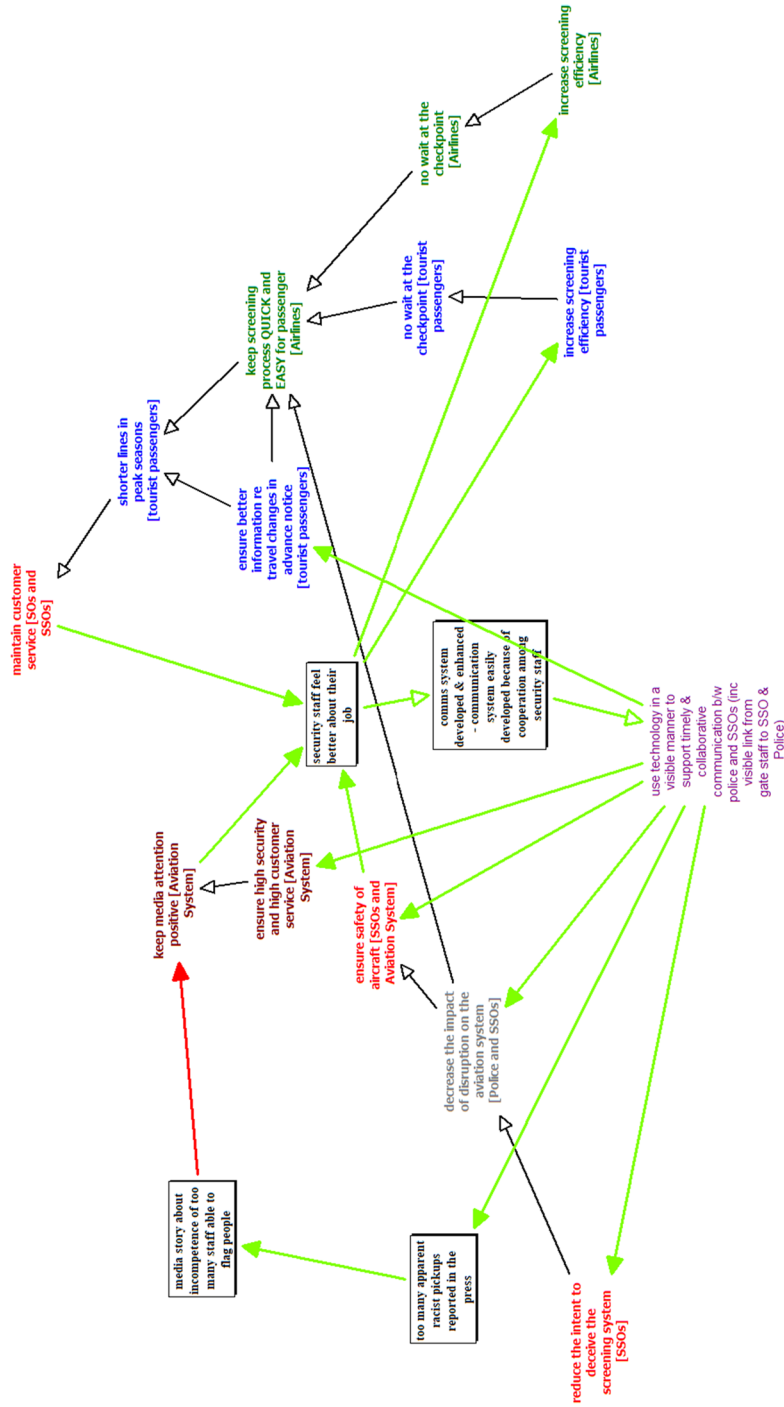 maintain customer
service [SOs and
SSOs]
shorter lines in
peak seasons
[tourist passengers]
keep screening
process QUICK and
EASY for passenger
[Airlines]
ensure better
information re
travel changes in
advance notice
[tourist passengers]
no wait at the
checkpoint
[Airlines]
no wait at the
checkpoint [tourist
passengers]
increase screening
efficiency
[Airlines]
increase screening
efficiency [tourist
passengers]
keep media attention
positive [Aviation
System]
ensure high security
and high customer
service [Aviation
System]
security staff feel
better about their
job
ensure safety of
aircraft [SSOs and
Aviation System]
comms system
developed & enhanced
- communication
system easily
developed because of
cooperation among
security staff
media story about
incompetence of too
many staff able to
flag people
decrease the impact
of disruption on the
aviation system
[Police and SSOs]
too many apparent
racist pickups
reported in the
press
use technology in a
visible manner to
support timely &
collaborative
communication b/w
police and SSOs (inc
visible link from
gate staff to SSO &
Police)
reduce the intent to
deceive the
screening system
[SSOs]